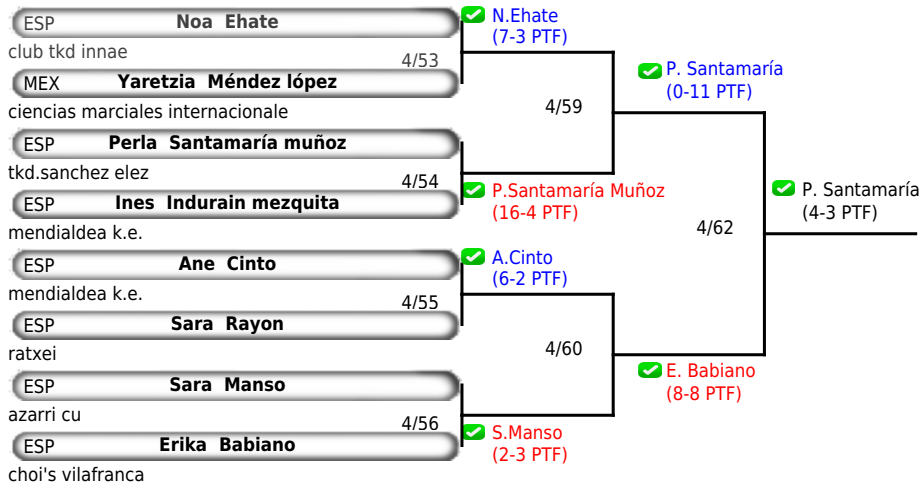 ESP Noa Ehate
club tkd innae
4/53
MEX Yaretzia Méndez lópez
ciencias marciales internacionale
N.Ehate
(7-3 PTF)
ESP Perla Santamaría muñoz
tkd.sanchez elez
4/54
ESP Ines Indurain mezquita
mendialdea k.e.
P.Santamaría Muñoz
(16-4 PTF)
4/59
P. Santamaría
(0-11 PTF)
ESP Ane Cinto
mendialdea k.e.
4/55
ESP Sara Rayon
ratxei
A.Cinto
(6-2 PTF)
ESP Sara Manso
azarri cu
4/56
ESP Erika Babiano
choi's vilafranca
S.Manso
(2-3 PTF)
4/60
E. Babiano
(8-8 PTF)
4/62
P. Santamaría
(4-3 PTF)